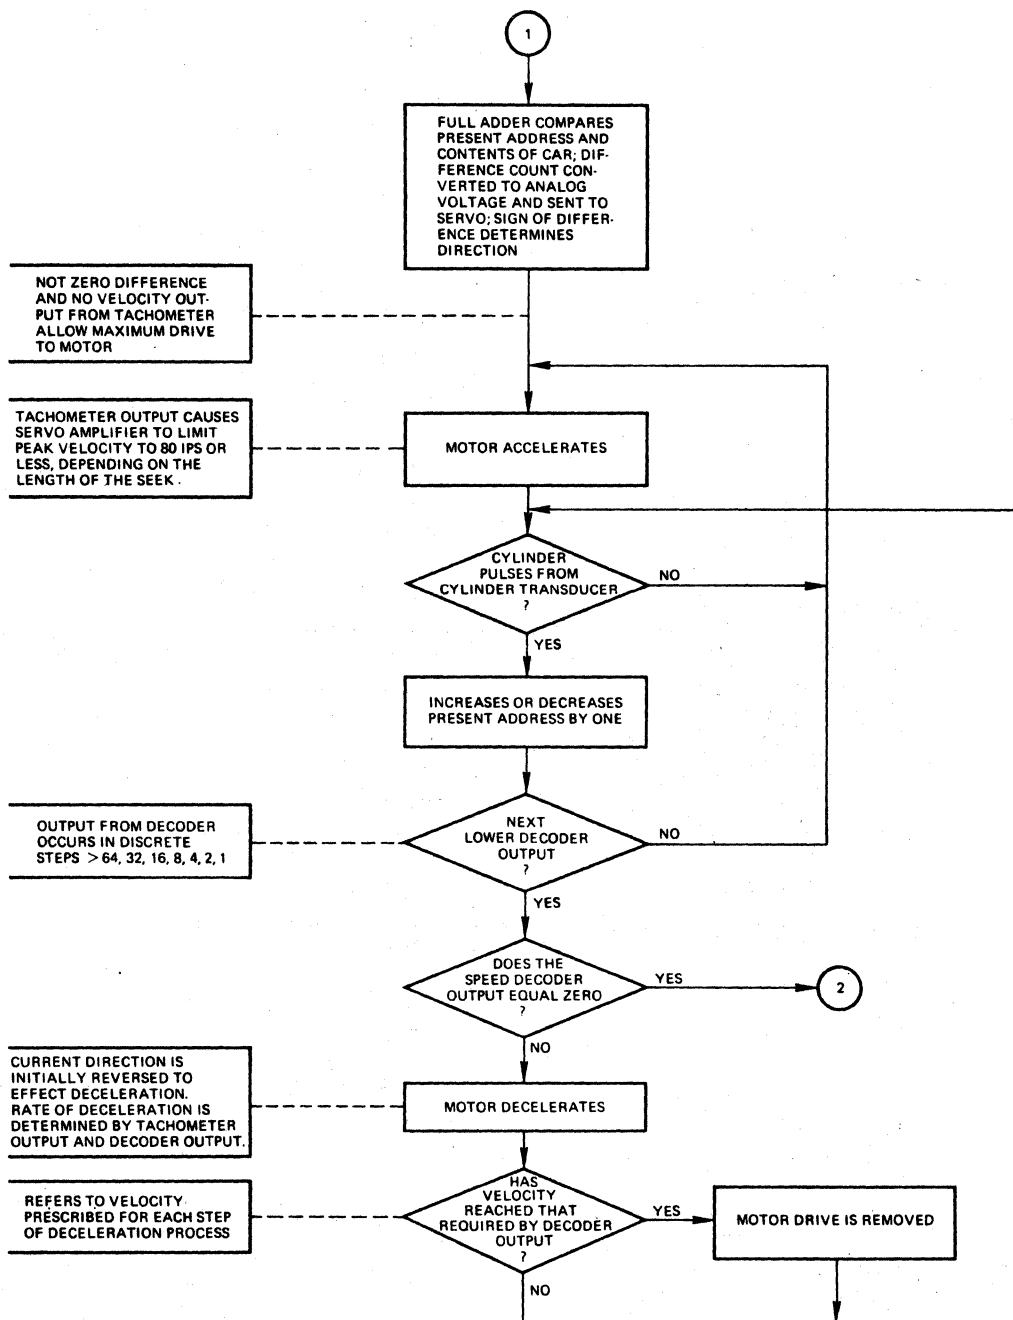 1
FULL ADDER COMPARES
PRESENT ADDRESS AND
CONTENTS OF CAR; DIF-
FERENCE COUNT CON-
VERTED TO ANALOG
VOLTAGE AND SENT TO
SERVO; SIGN OF DIFFER-
ENCE DETERMINES
DIRECTION
NOT ZERO DIFFERENCE
AND NO VELOCITY OUT-
PUT FROM TACHOMETER
ALLOW MAXIMUM DRIVE
TO MOTOR
TACHOMETER OUTPUT CAUSES
SERVO AMPLIFIER TO LIMIT
PEAK VELOCITY TO 80 IPS OR
LESS, DEPENDING ON THE
LENGTH OF THE SEEK.
MOTOR ACCELERATES
CYLINDER
PULSES FROM
CYLINDER TRANSDUCER
?
NO
YES
INCREASES OR DECREASES
PRESENT ADDRESS BY ONE
OUTPUT FROM DECODER
OCCURS IN DISCRETE
STEPS > 64, 32, 16, 8, 4, 2, 1
NEXT
LOWER DECODER
OUTPUT
?
NO
YES
DOES THE
SPEED DECODER
OUTPUT EQUAL ZERO
?
YES
2
NO
CURRENT DIRECTION IS
INITIALLY REVERSED TO
EFFECT DECELERATION.
RATE OF DECELERATION IS
DETERMINED BY TACHOMETER
OUTPUT AND DECODER OUTPUT.
MOTOR DECELERATES
REFERS TO VELOCITY
PRESCRIBED FOR EACH STEP
OF DECELERATION PROCESS
HAS
VELOCITY
REACHED THAT
REQUIRED BY DECODER
OUTPUT
?
YES
MOTOR DRIVE IS REMOVED
NO